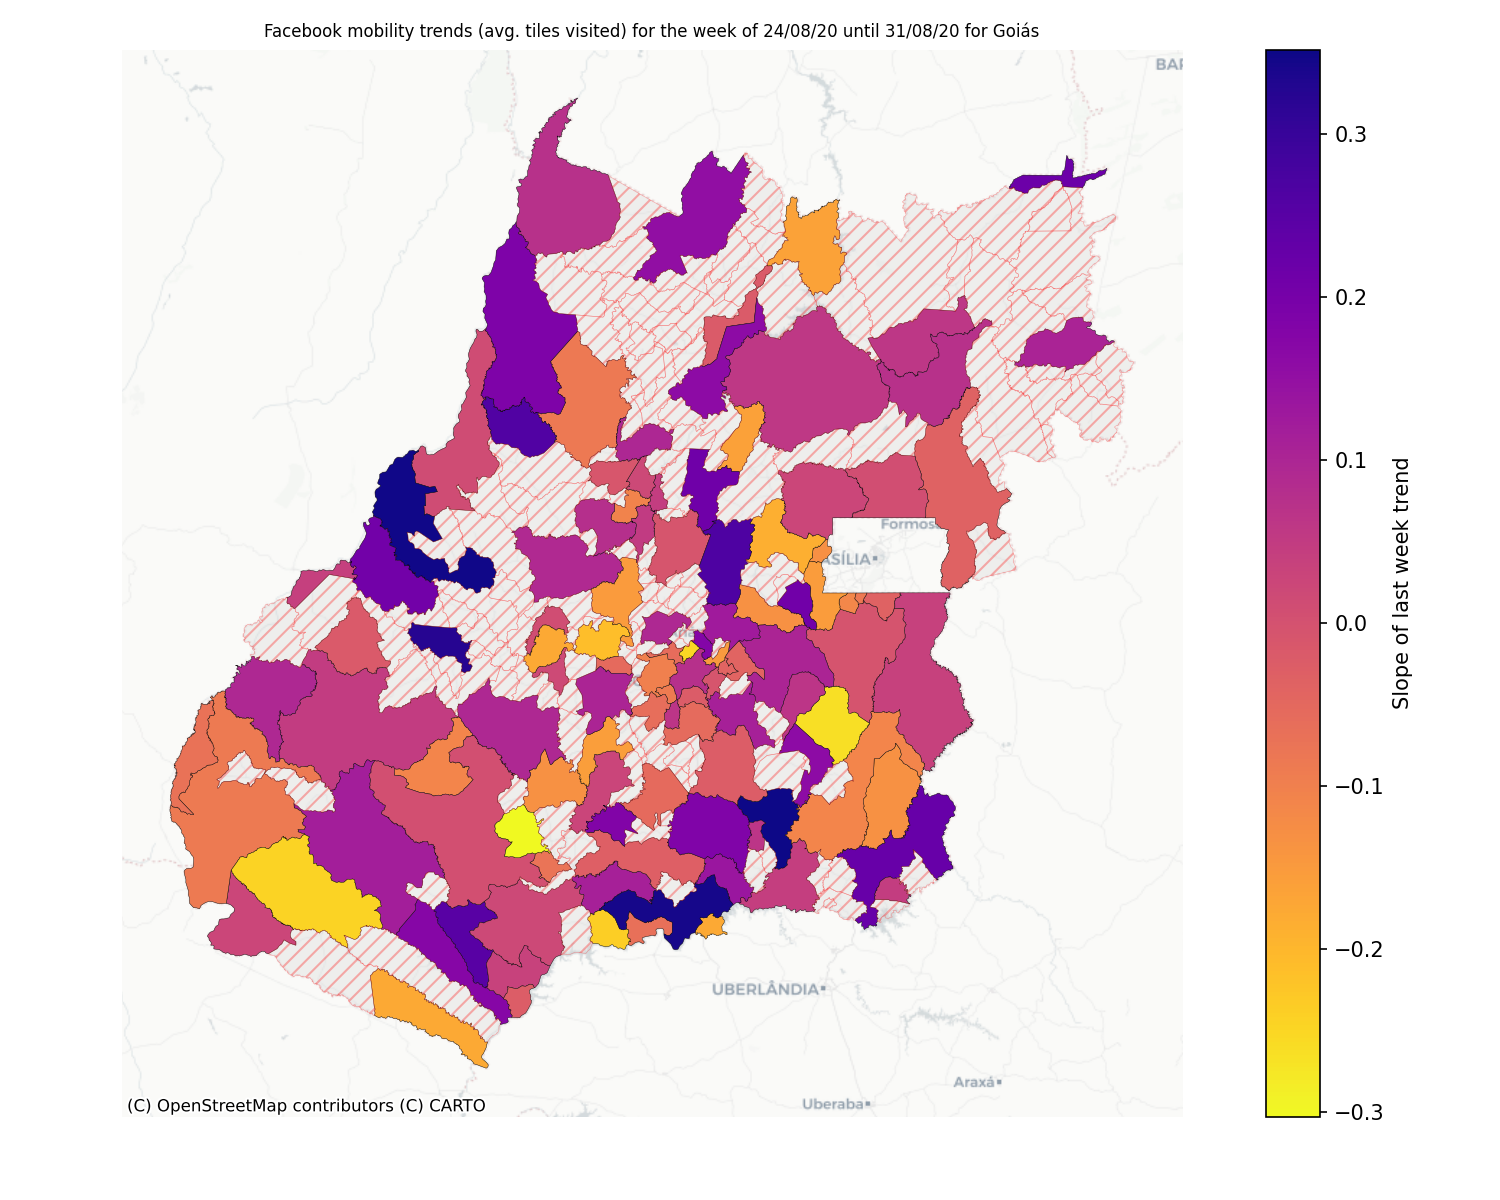 Facebook mobility trends (avg. tiles visited) for the week of 24/08/20 until 31/08/20 for Goiás
BAR
0.3
0.2
0.1
0.0
−0.1
−0.2
−0.3
Slope of last week trend
Formos
ASÍLIA
UBERLÂNDIA
Araxá
Uberaba
(C) OpenStreetMap contributors (C) CARTO